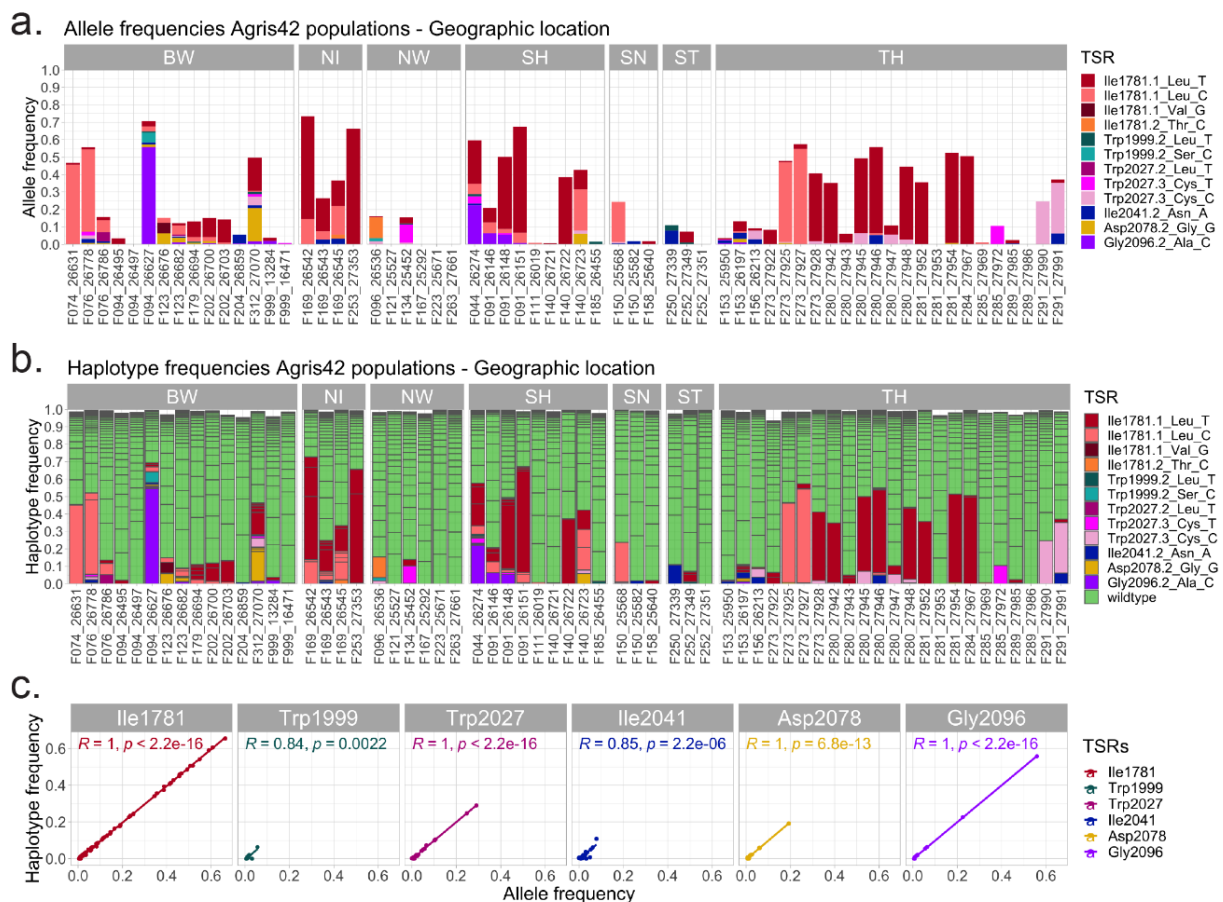 a. Allele frequencies Agris42 populations - Geographic location
BW NI NW SH SN ST TH
Allele frequency
1.0
0.9
0.8
0.7
0.6
0.5
0.4
0.3
0.2
0.1
0.0
F074_26631
F076_26778
F076_26786
F094_26495
F094_26497
F094_26627
F123_26676
F123_26682
F179_26694
F202_26700
F202_26703
F204_26859
F312_27070
F999_13284
F999_16471
F169_26542
F169_26543
F169_26545
F253_27353
F096_26536
F121_25527
F134_25452
F167_25292
F223_25671
F263_27661
F044_26274
F091_26146
F091_26148
F091_26151
F111_26019
F140_26721
F140_26722
F140_26723
F185_26455
F150_25568
F150_25582
F158_25640
F250_27339
F252_27349
F252_27351
F153_25950
F153_26197
F156_26213
F273_27922
F273_27925
F273_27927
F273_27928
F280_27942
F280_27943
F280_27945
F280_27946
F280_27947
F280_27948
F281_27952
F281_27953
F281_27954
F284_27967
F285_27969
F285_27972
F289_27985
F289_27986
F291_27990
F291_27991
TSR
Ile1781.1_Leu_T
Ile1781.1_Leu_C
Ile1781.1_Val_G
Ile1781.2_Thr_C
Trp1999.2_Leu_T
Trp1999.2_Ser_C
Trp2027.2_Leu_T
Trp2027.3_Cys_T
Trp2027.3_Cys_C
Ile2041.2_Asn_A
Asp2078.2_Gly_G
Gly2096.2_Ala_C
b. Haplotype frequencies Agris42 populations - Geographic location
BW NI NW SH SN ST TH
Haplotype frequency
1.0
0.9
0.8
0.7
0.6
0.5
0.4
0.3
0.2
0.1
0.0
F074_26631
F076_26778
F076_26786
F094_26495
F094_26497
F094_26627
F123_26676
F123_26682
F179_26694
F202_26700
F202_26703
F204_26859
F312_27070
F999_13284
F999_16471
F169_26542
F169_26543
F169_26545
F253_27353
F096_26536
F121_25527
F134_25452
F167_25292
F223_25671
F263_27661
F044_26274
F091_26146
F091_26148
F091_26151
F111_26019
F140_26721
F140_26722
F140_26723
F185_26455
F150_25568
F150_25582
F158_25640
F250_27339
F252_27349
F252_27351
F153_25950
F153_26197
F156_26213
F273_27922
F273_27925
F273_27927
F273_27928
F280_27942
F280_27943
F280_27945
F280_27946
F280_27947
F280_27948
F281_27952
F281_27953
F281_27954
F284_27967
F285_27969
F285_27972
F289_27985
F289_27986
F291_27990
F291_27991
TSR
Ile1781.1_Leu_T
Ile1781.1_Leu_C
Ile1781.1_Val_G
Ile1781.2_Thr_C
Trp1999.2_Leu_T
Trp1999.2_Ser_C
Trp2027.2_Leu_T
Trp2027.3_Cys_T
Trp2027.3_Cys_C
Ile2041.2_Asn_A
Asp2078.2_Gly_G
Gly2096.2_Ala_C
wildtype
c.
Ile1781 Trp1999 Trp2027 Ile2041 Asp2078 Gly2096
R = 1, p < 2.2e-16 R = 0.84, p = 0.0022 R = 1, p < 2.2e-16 R = 0.85, p = 2.2e-06 R = 1, p = 6.8e-13 R = 1, p < 2.2e-16
Haplotype frequency
0.6
0.4
0.2
0.0
0.0 0.2 0.4 0.6 0.0 0.2 0.4 0.6 0.0 0.2 0.4 0.6 0.0 0.2 0.4 0.6 0.0 0.2 0.4 0.6 0.0 0.2 0.4 0.6
Allele frequency
TSRs
Ile1781
Trp1999
Trp2027
Ile2041
Asp2078
Gly2096